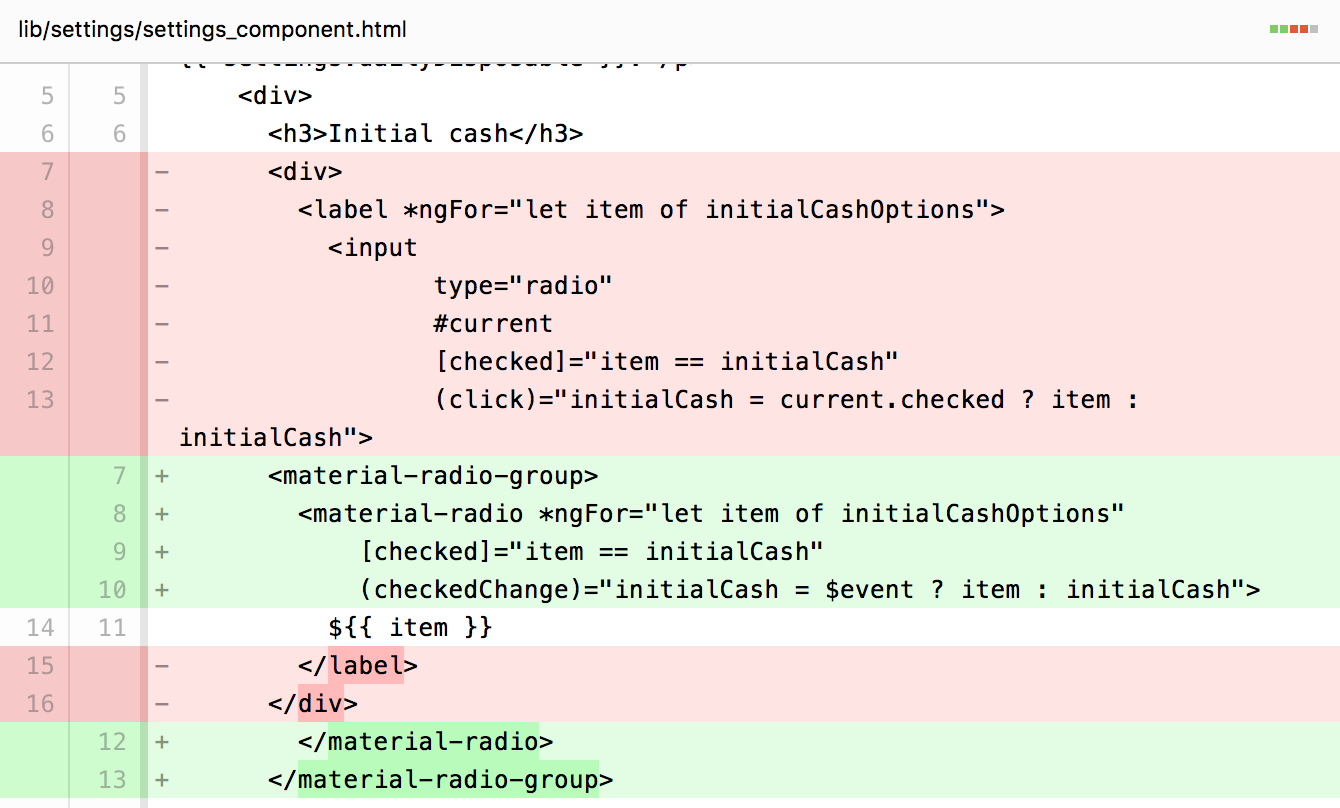 lib/settings/settings_component.html
5 5 <div>
6 6 <h3>Initial cash</h3>
7 − <div>
8 − <label *ngFor="let item of initialCashOptions">
9 − <input
10 − type="radio"
11 − #current
12 − [checked]="item == initialCash"
13 − (click)="initialCash = current.checked ? item :
initialCash">
7 + <material-radio-group>
8 + <material-radio *ngFor="let item of initialCashOptions"
9 + [checked]="item == initialCash"
10 + (checkedChange)="initialCash = $event ? item : initialCash">
14 11 ${{ item }}
15 − </label>
16 − </div>
12 + </material-radio>
13 + </material-radio-group>